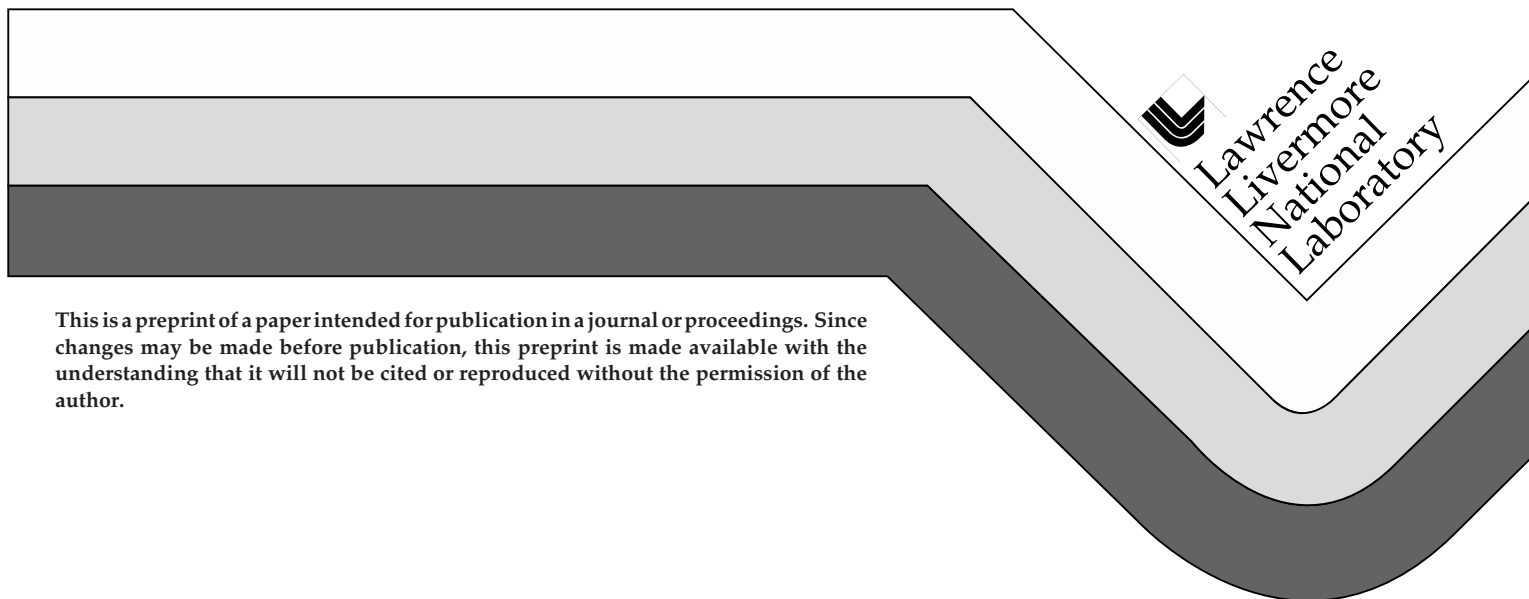 Lawrence
Livermore
National
Laboratory
This is a preprint of a paper intended for publication in a journal or proceedings. Since
changes may be made before publication, this preprint is made available with the
understanding that it will not be cited or reproduced without the permission of the
author.